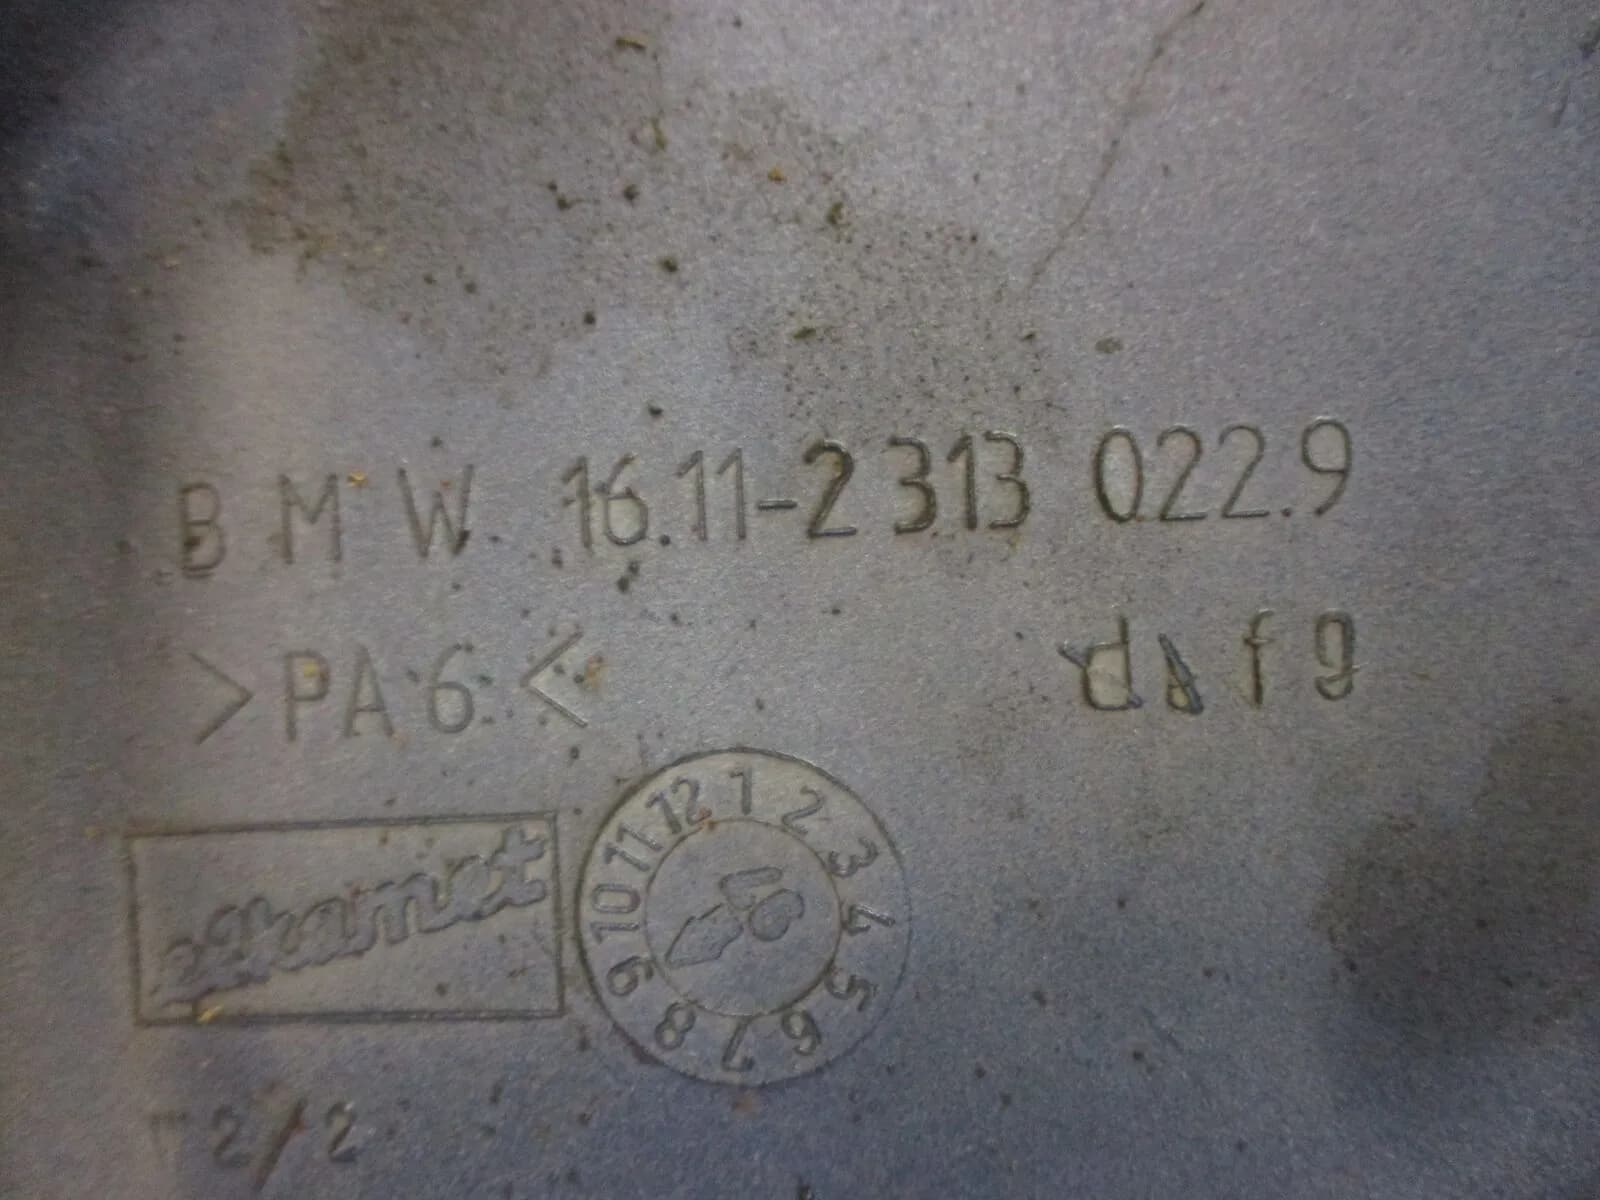 BMW 16.11-2 313 022.9
>PA6< d f g
12 1 2 3 4 5 6 7 8 9 10 11
2/2